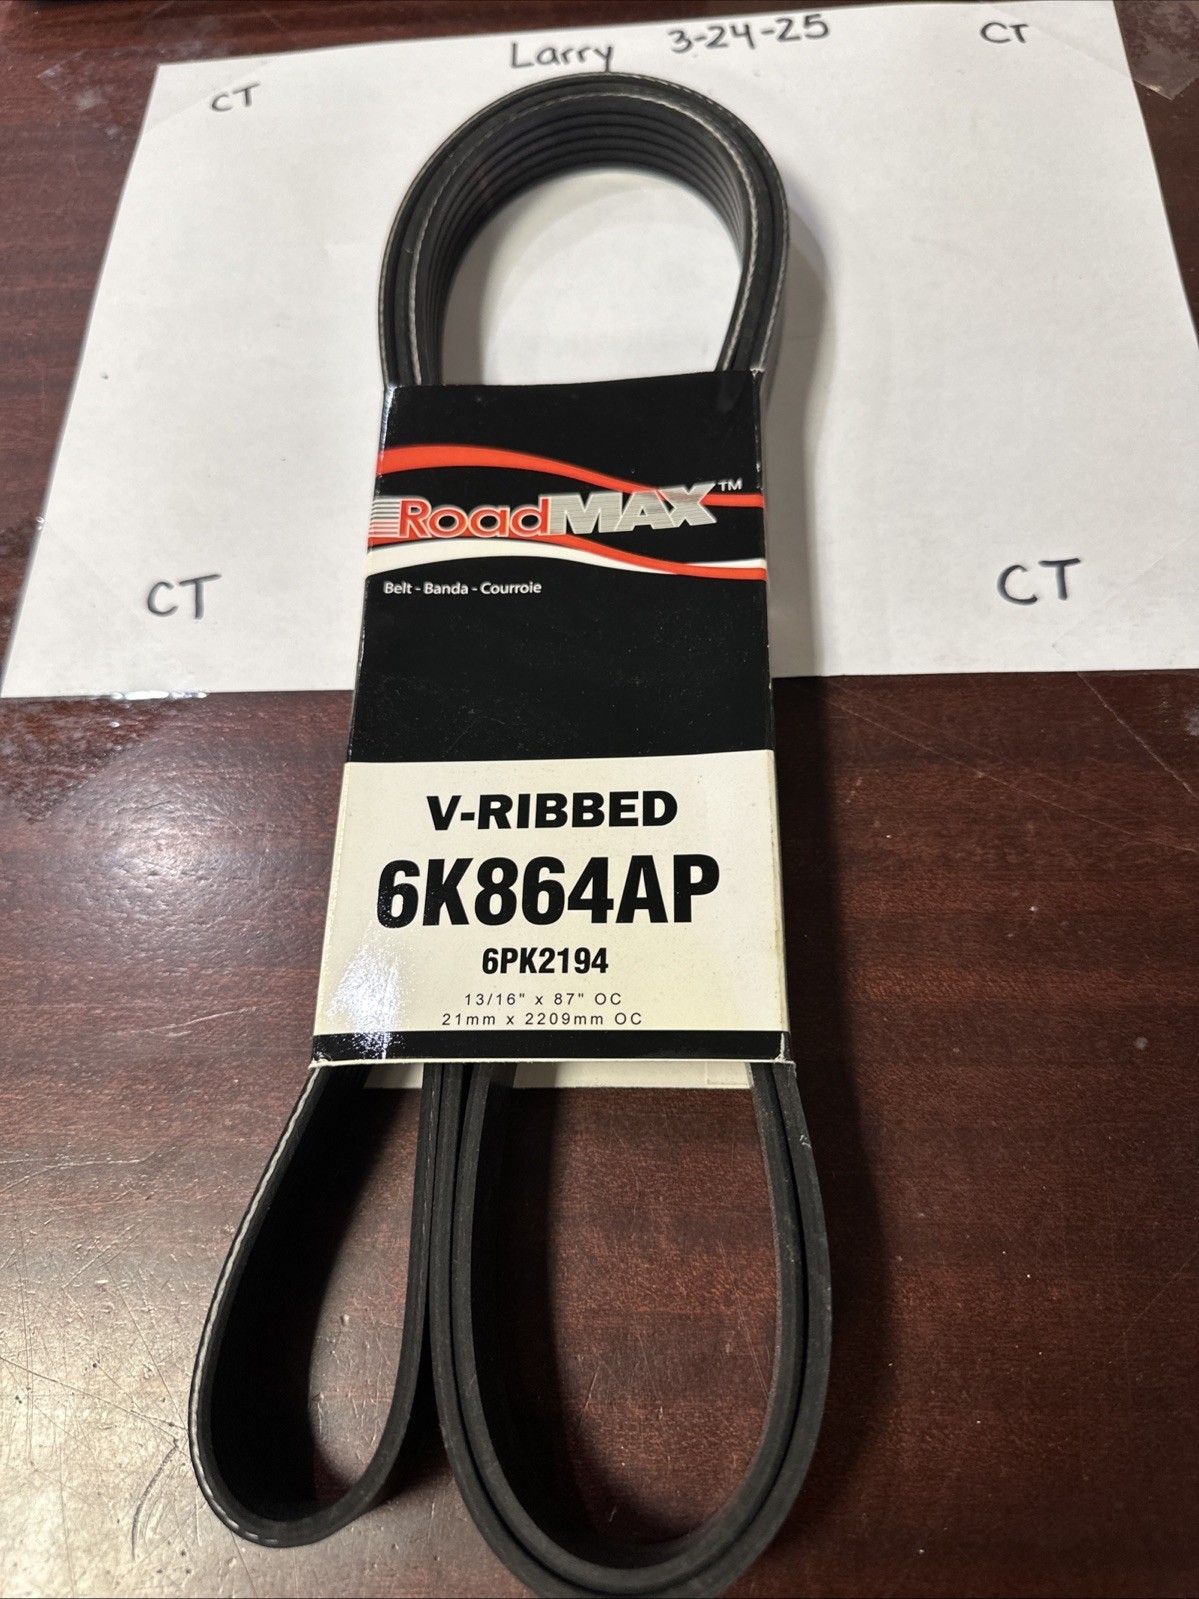 Larry 3-24-25
CT
CT
RoadMAX™
Belt - Banda - Courroie
CT
CT
V-RIBBED
6K864AP
6PK2194
13/16" x 87" OC
21mm x 2209mm OC